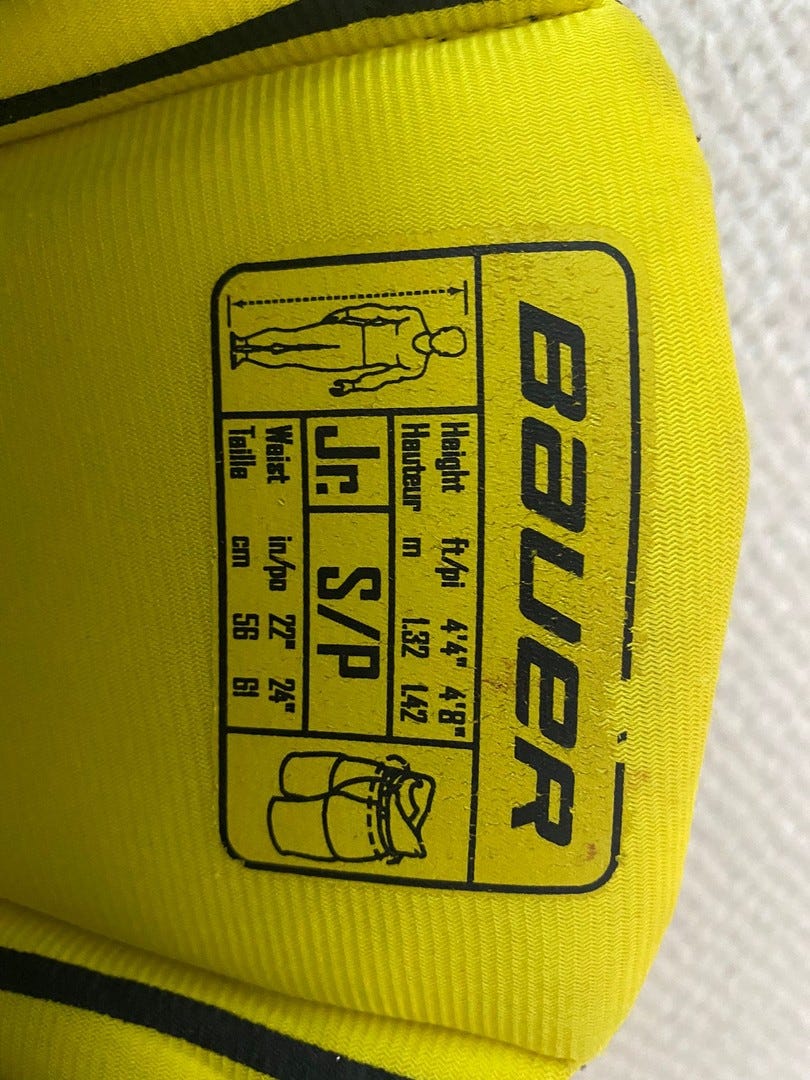 BAUER
Height ft/pi 4'4" 4'8"
Hauteur m 1.32 1.42
Jr. S/P
Waist in/po 22" 24"
Taille cm 56 61